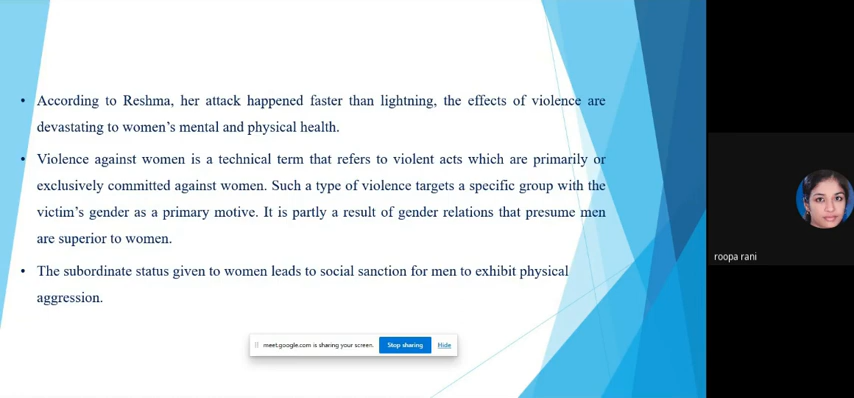 • According to Reshma, her attack happened faster than lightning, the effects of violence are
devastating to women's mental and physical health.
• Violence against women is a technical term that refers to violent acts which are primarily or
exclusively committed against women. Such a type of violence targets a specific group with the
victim's gender as a primary motive. It is partly a result of gender relations that presume men
are superior to women.
• The subordinate status given to women leads to social sanction for men to exhibit physical
aggression.
meet.google.com is sharing your screen. Stop sharing Hide
roopa rani